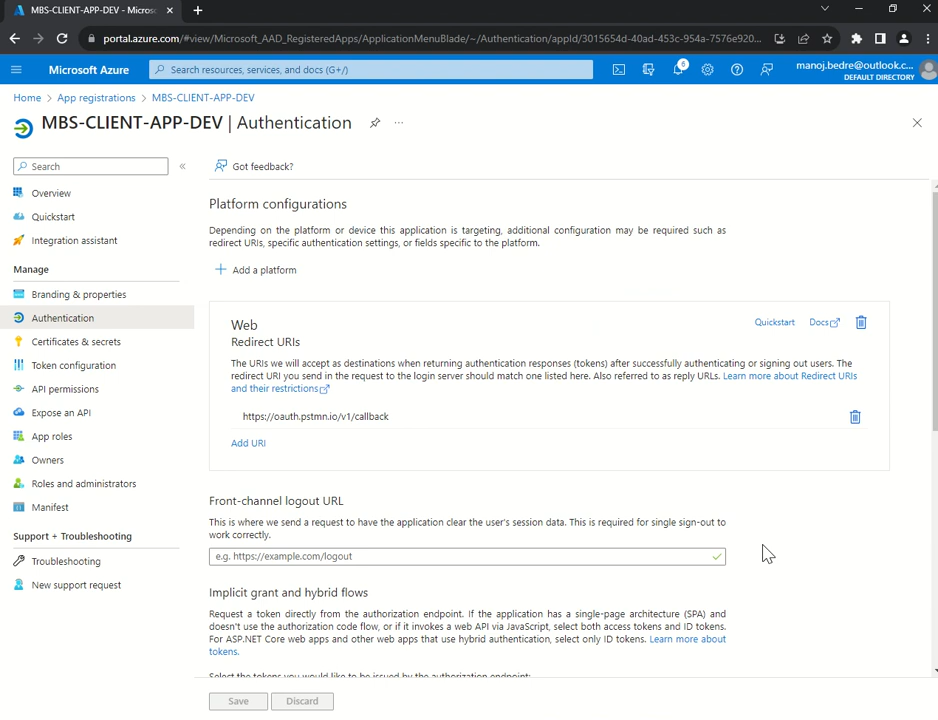 MBS-CLIENT-APP-DEV - Micros
portal.azure.com/#view/Microsoft_AAD_RegisteredApps/ApplicationMenuBlade/~/Authentication/appId/3015654d-40ad-453c-954a-7576e920...
Microsoft Azure
Search resources, services, and docs (G+/)
6
manoj.bedre@outlook.c...
DEFAULT DIRECTORY
Home > App registrations > MBS-CLIENT-APP-DEV
MBS-CLIENT-APP-DEV | Authentication
Search
«
Got feedback?
Overview
Quickstart
Integration assistant
Manage
Branding & properties
Authentication
Certificates & secrets
Token configuration
API permissions
Expose an API
App roles
Owners
Roles and administrators
Manifest
Support + Troubleshooting
Troubleshooting
New support request
Platform configurations
Depending on the platform or device this application is targeting, additional configuration may be required such as
redirect URIs, specific authentication settings, or fields specific to the platform.
Add a platform
Web
Quickstart
Docs
Redirect URIs
The URIs we will accept as destinations when returning authentication responses (tokens) after successfully authenticating or signing out users. The
redirect URI you send in the request to the login server should match one listed here. Also referred to as reply URLs. Learn more about Redirect URIs
and their restrictions
https://oauth.pstmn.io/v1/callback
Add URI
Front-channel logout URL
This is where we send a request to have the application clear the user's session data. This is required for single sign-out to
work correctly.
e.g. https://example.com/logout
Implicit grant and hybrid flows
Request a token directly from the authorization endpoint. If the application has a single-page architecture (SPA) and
doesn't use the authorization code flow, or if it invokes a web API via JavaScript, select both access tokens and ID tokens.
For ASP.NET Core web apps and other web apps that use hybrid authentication, select only ID tokens. Learn more about
tokens.
Select the tokens you would like to be issued by the authorization endpoint:
Save
Discard